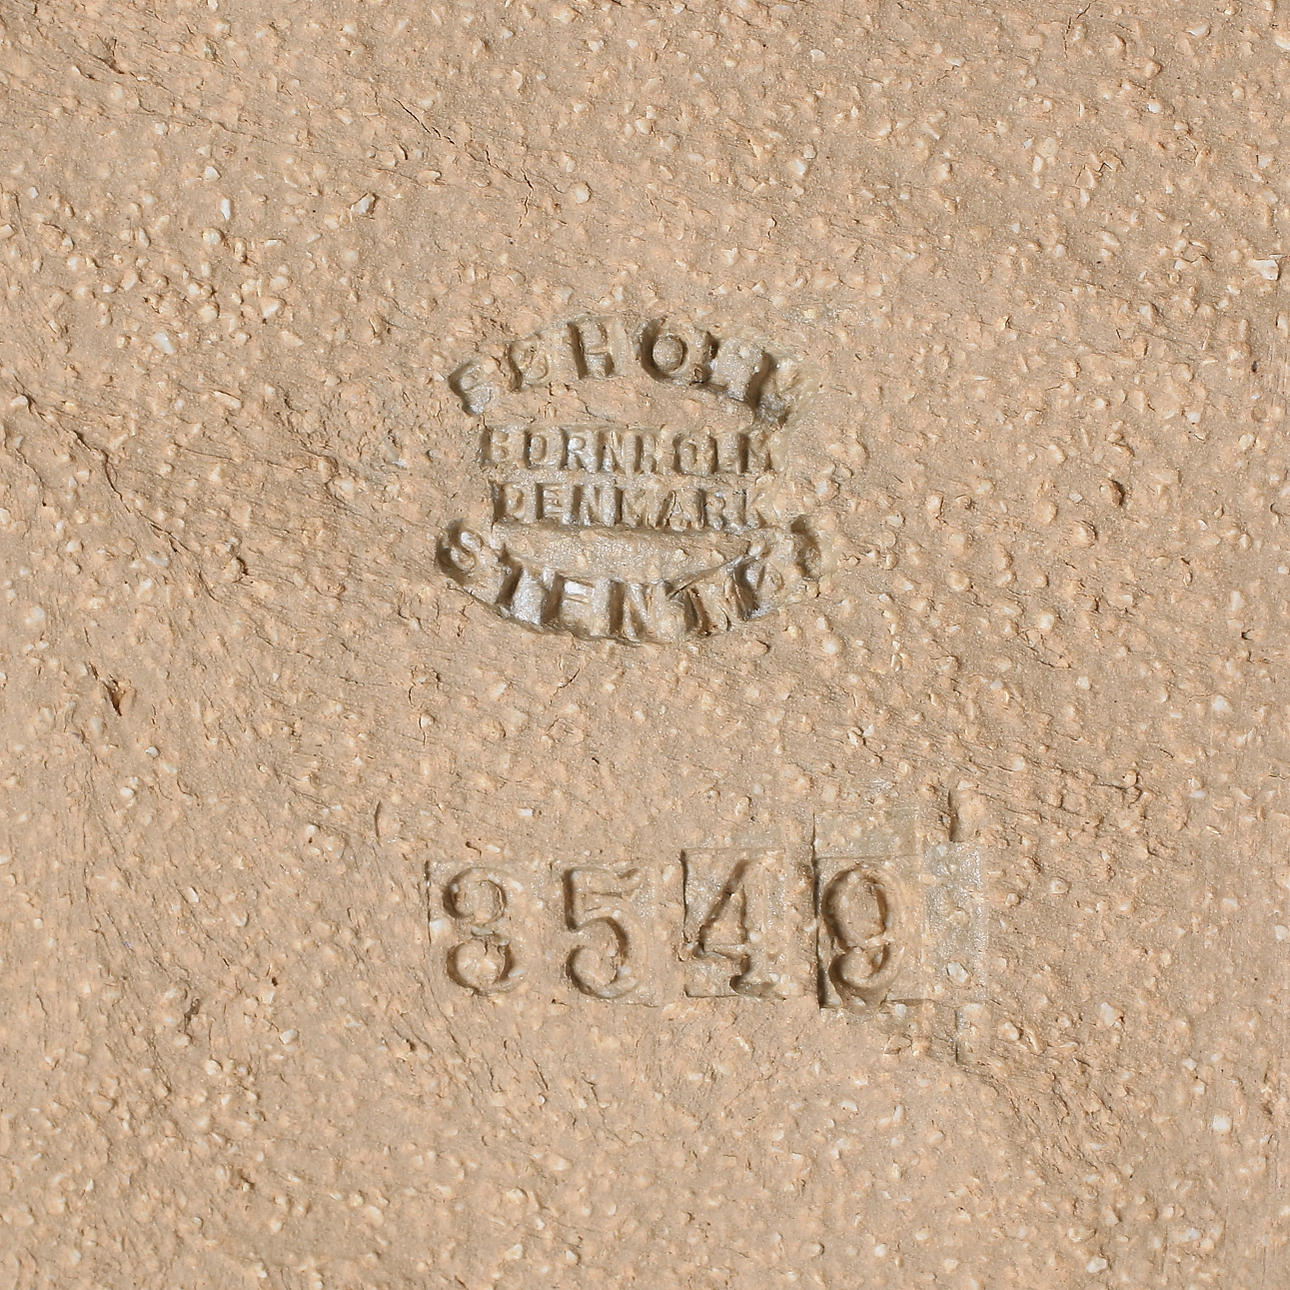 SØHOLM
BORNHOLM
DENMARK
STENTØJ
3549